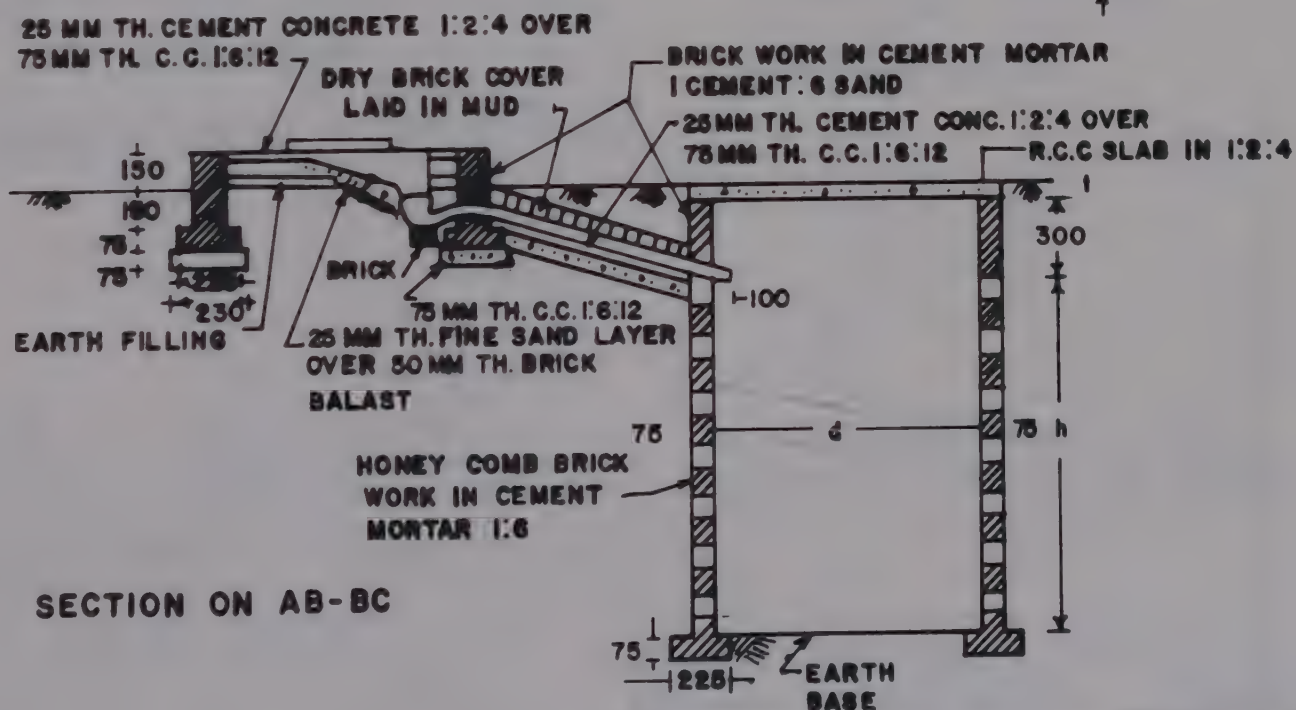 25 MM TH. CEMENT CONCRETE 1:2:4 OVER
75 MM TH. C.C. 1:6:12
DRY BRICK COVER
LAID IN MUD
BRICK WORK IN CEMENT MORTAR
1 CEMENT : 6 SAND
25 MM TH. CEMENT CONC. 1:2:4 OVER
75 MM TH. C.C. 1:6:12
R.C.C SLAB IN 1:2:4
150
75
75
230
EARTH FILLING
BRICK
75 MM TH. C.C. 1:6:12
25 MM TH. FINE SAND LAYER
OVER 50 MM TH. BRICK
BALAST
t
300
100
75
d
75 h
HONEY COMB BRICK
WORK IN CEMENT
MORTAR 1:6
SECTION ON AB-BC
75
225
EARTH
BASE